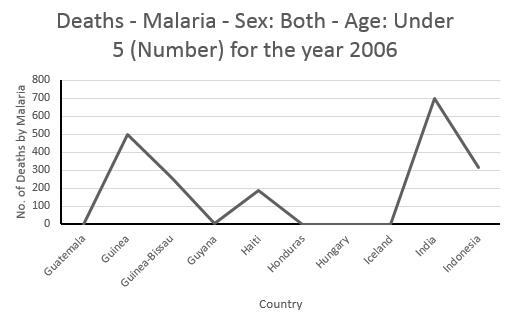 Deaths - Malaria - Sex: Both - Age: Under
5 (Number) for the year 2006
No. of Deaths by Malaria
800
700
600
500
400
300
200
100
0
Guatemala
Guinea
Guinea-Bissau
Guyana
Haiti
Honduras
Hungary
Iceland
India
Indonesia
Country